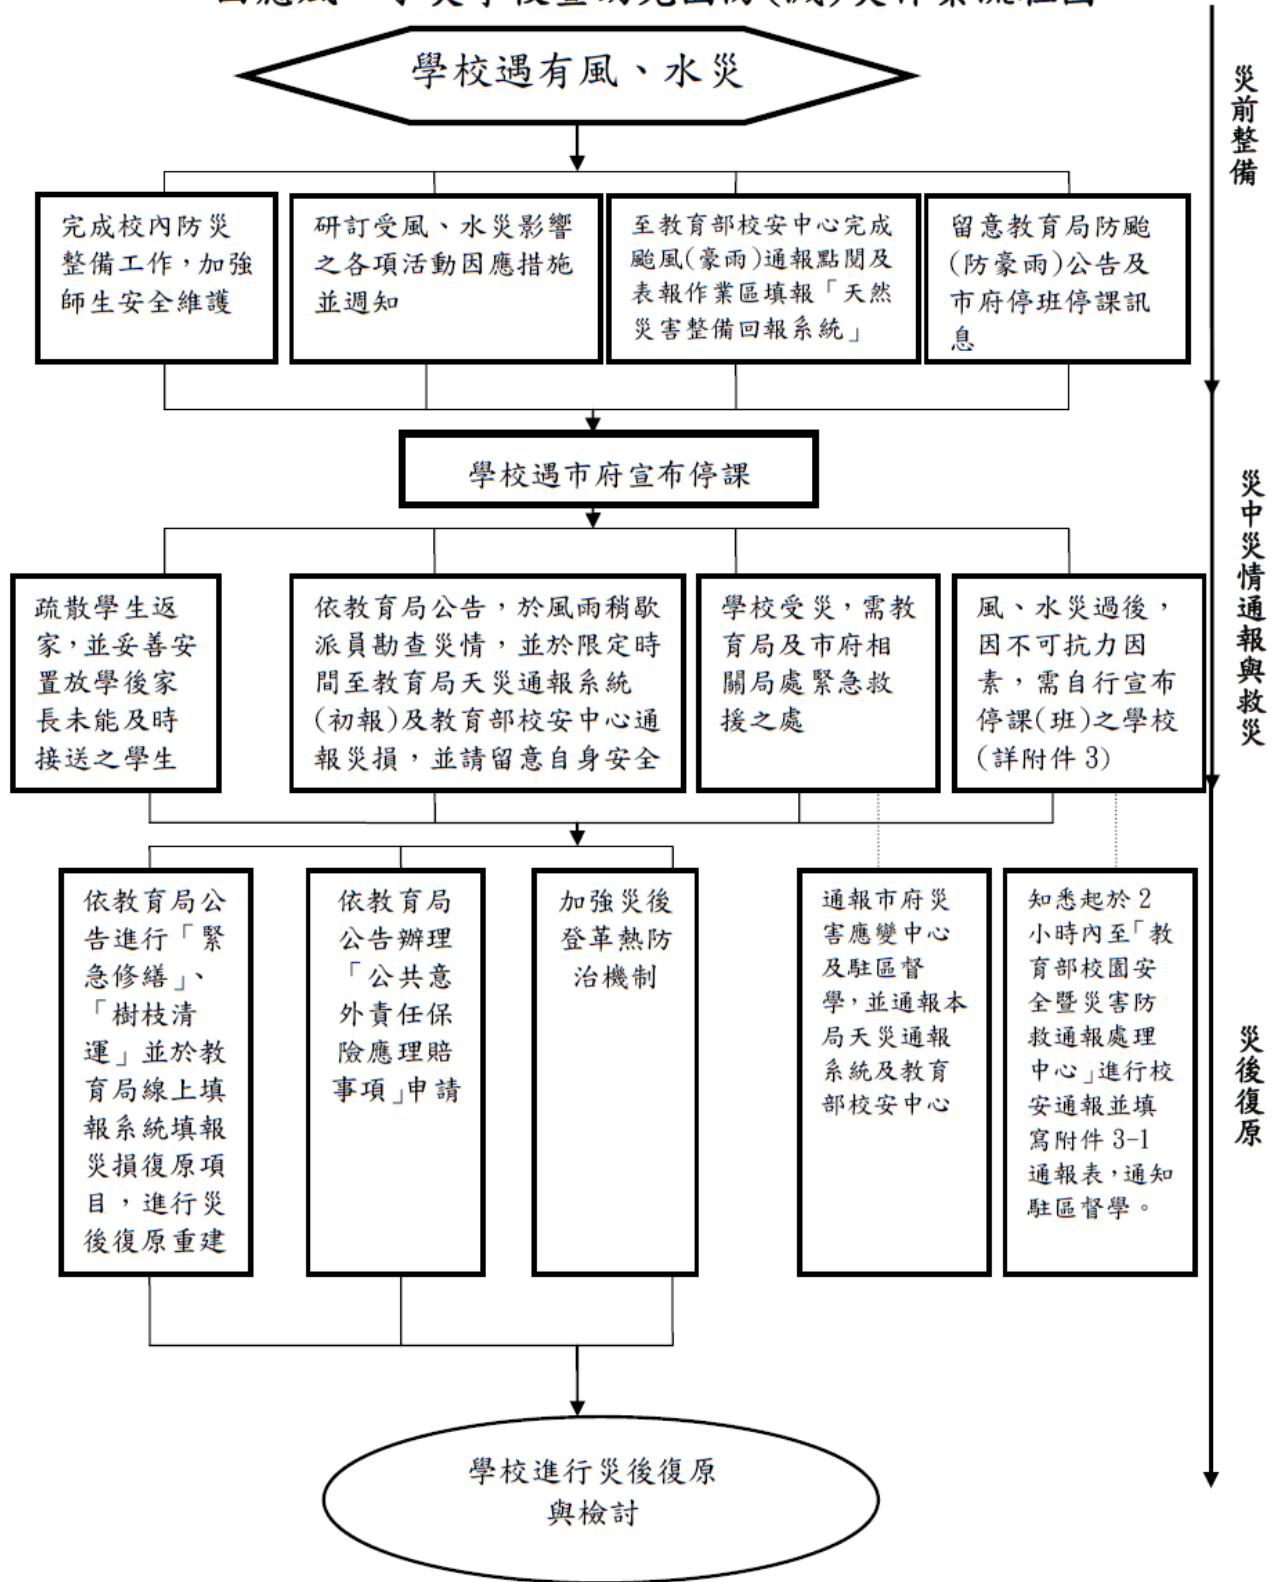 學校遇有風、水災
災前整備
完成校內防災
整備工作,加強
師生安全維護
研訂受風、水災影響
之各項活動因應措施
並週知
至教育部校安中心完成
颱風(豪雨)通報點閱及
表報作業區填報「天然
災害整備回報系統」
留意教育局防颱
(防豪雨)公告及
市府停班停課訊
息
學校遇市府宣布停課
災中災情通報與救災
疏散學生返
家,並妥善安
置放學後家
長未能及時
接送之學生
依教育局公告,於風雨稍歇
派員勘查災情,並於限定時
間至教育局天災通報系統
(初報)及教育部校安中心通
報災損,並請留意自身安全
學校受災,需教
育局及市府相
關局處緊急救
援之處
風、水災過後,
因不可抗力因
素,需自行宣布
停課(班)之學校
(詳附件 3)
依教育局公
告進行「緊
急修繕」、
「樹枝清
運」並於教
育局線上填
報系統填報
災損復原項
目,進行災
後復原重建
依教育局
公告辦理
「公共意
外責任保
險應理賠
事項」申請
加強災後
登革熱防
治機制
通報市府災
害應變中心
及駐區督
學,並通報本
局天災通報
系統及教育
部校安中心
知悉起於 2
小時內至「教
育部校園安
全暨災害防
救通報處理
中心」進行校
安通報並填
寫附件 3-1
通報表,通知
駐區督學。
災後復原
學校進行災後復原
與檢討